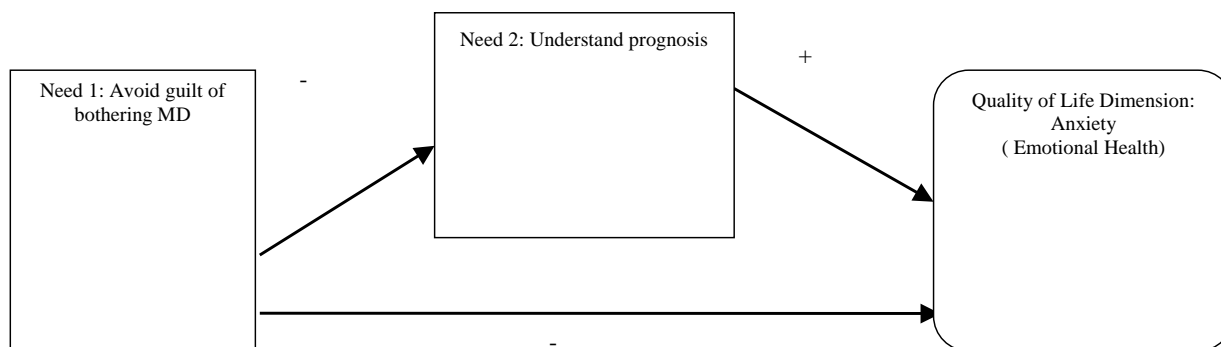 Need 2: Understand prognosis
+
-
Need 1: Avoid guilt of
bothering MD
Quality of Life Dimension:
Anxiety
( Emotional Health)
-